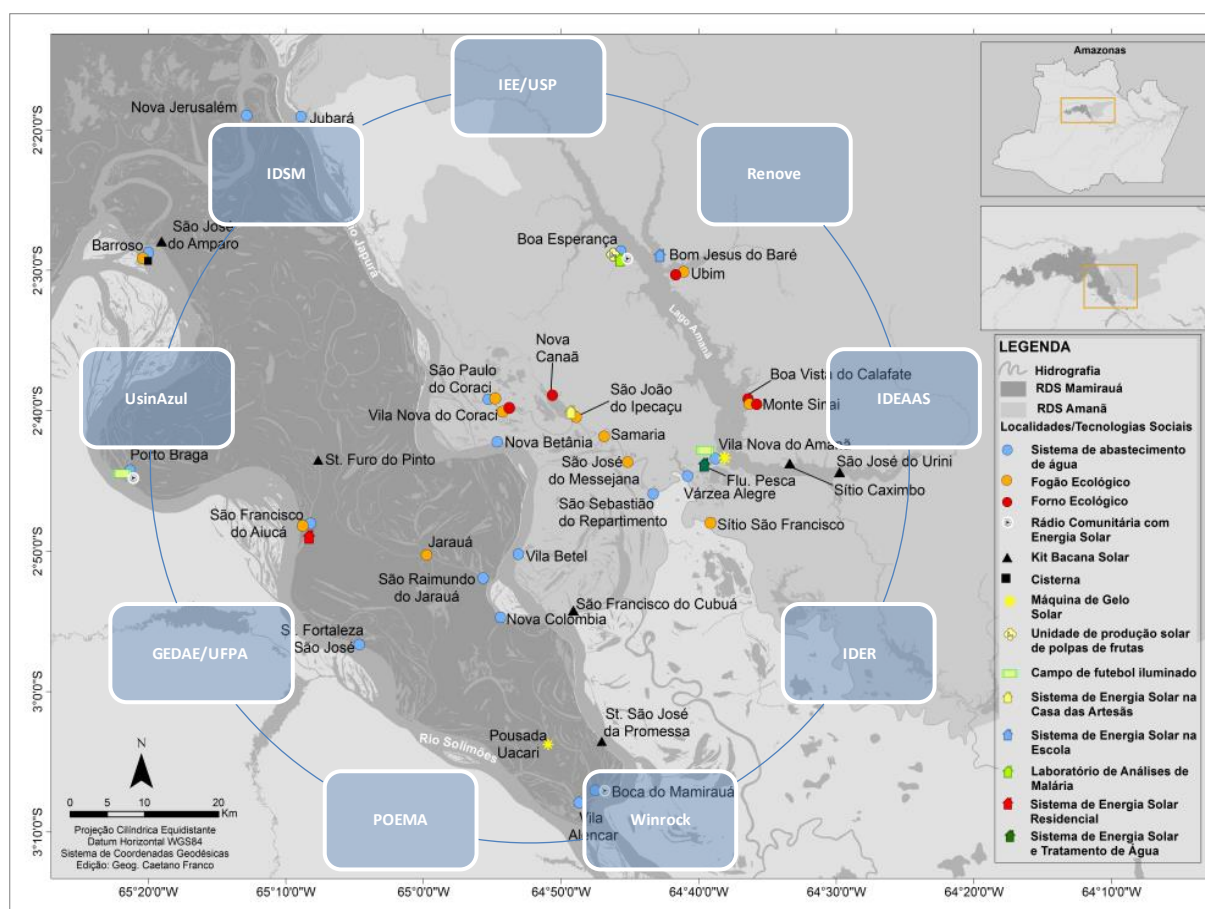 IEE/USP
Amazonas
Nova Jerusalém
Jubará
2°20'0"S
IDSM
Renove
São José
do Amparo
Barroso
Rio Japurá
Boa Esperança
Bom Jesus do Baré
Ubim
2°30'0"S
Lago Amanã
Nova
Canaã
São Paulo
do Coraci
São João
do Ipecaçu
Boa Vista do Calafate
Monte Sinai
UsinAzul
IDEAAS
Vila Nova do Coraci
2°40'0"S
Samaria
Nova Betânia
Vila Nova do Amanã
Porto Braga
St. Furo do Pinto
São José
do Messejana
Flu. Pesca
São José do Urini
Várzea Alegre
Sítio Caximbo
São Sebastião
do Repartimento
São Francisco
do Aiucá
Sítio São Francisco
Jarauá
2°50'0"S
Vila Betel
São Raimundo
do Jarauá
São Francisco do Cubuá
Nova Colômbia
St. Fortaleza
São José
GEDAE/UFPA
IDER
3°0'0"S
St. São José
da Promessa
Pousada
Uacari
Rio Solimões
N
POEMA
Boca do Mamirauá
Winrock
Vila
Alencar
3°10'0"S
0 5 10 20
Km
Projeção Cilíndrica Equidistante
Datum Horizontal WGS84
Sistema de Coordenadas Geodésicas
Edição: Geog. Caetano Franco
65°20'0"W 65°10'0"W 65°0'0"W 64°50'0"W 64°40'0"W 64°30'0"W 64°20'0"W 64°10'0"W
LEGENDA
Hidrografia
RDS Mamirauá
RDS Amanã
Localidades/Tecnologias Sociais
Sistema de abastecimento
de água
Fogão Ecológico
Forno Ecológico
Rádio Comunitária com
Energia Solar
Kit Bacana Solar
Cisterna
Máquina de Gelo
Solar
Unidade de produção solar
de polpas de frutas
Campo de futebol iluminado
Sistema de Energia Solar na
Casa das Artesãs
Sistema de Energia Solar na
Escola
Laboratório de Análises de
Malária
Sistema de Energia Solar
Residencial
Sistema de Energia Solar
e Tratamento de Água